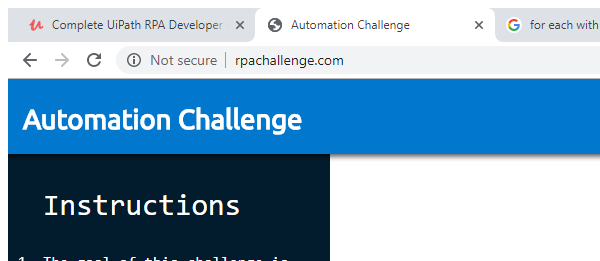 Complete UiPath RPA Developer
Automation Challenge
for each with
Not secure | rpachallenge.com
Automation Challenge
Instructions
1. The goal of this challenge is